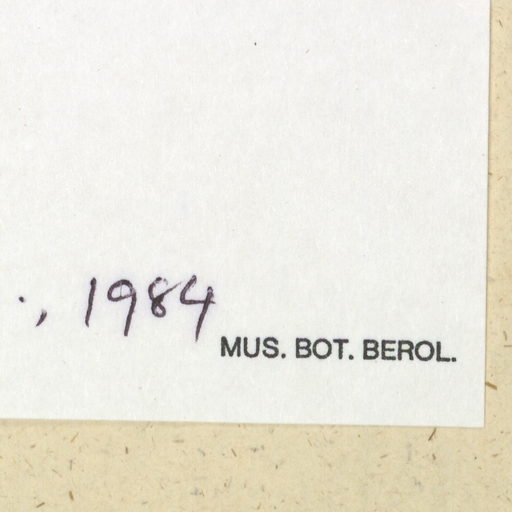 ., 1984
MUS. BOT. BEROL.